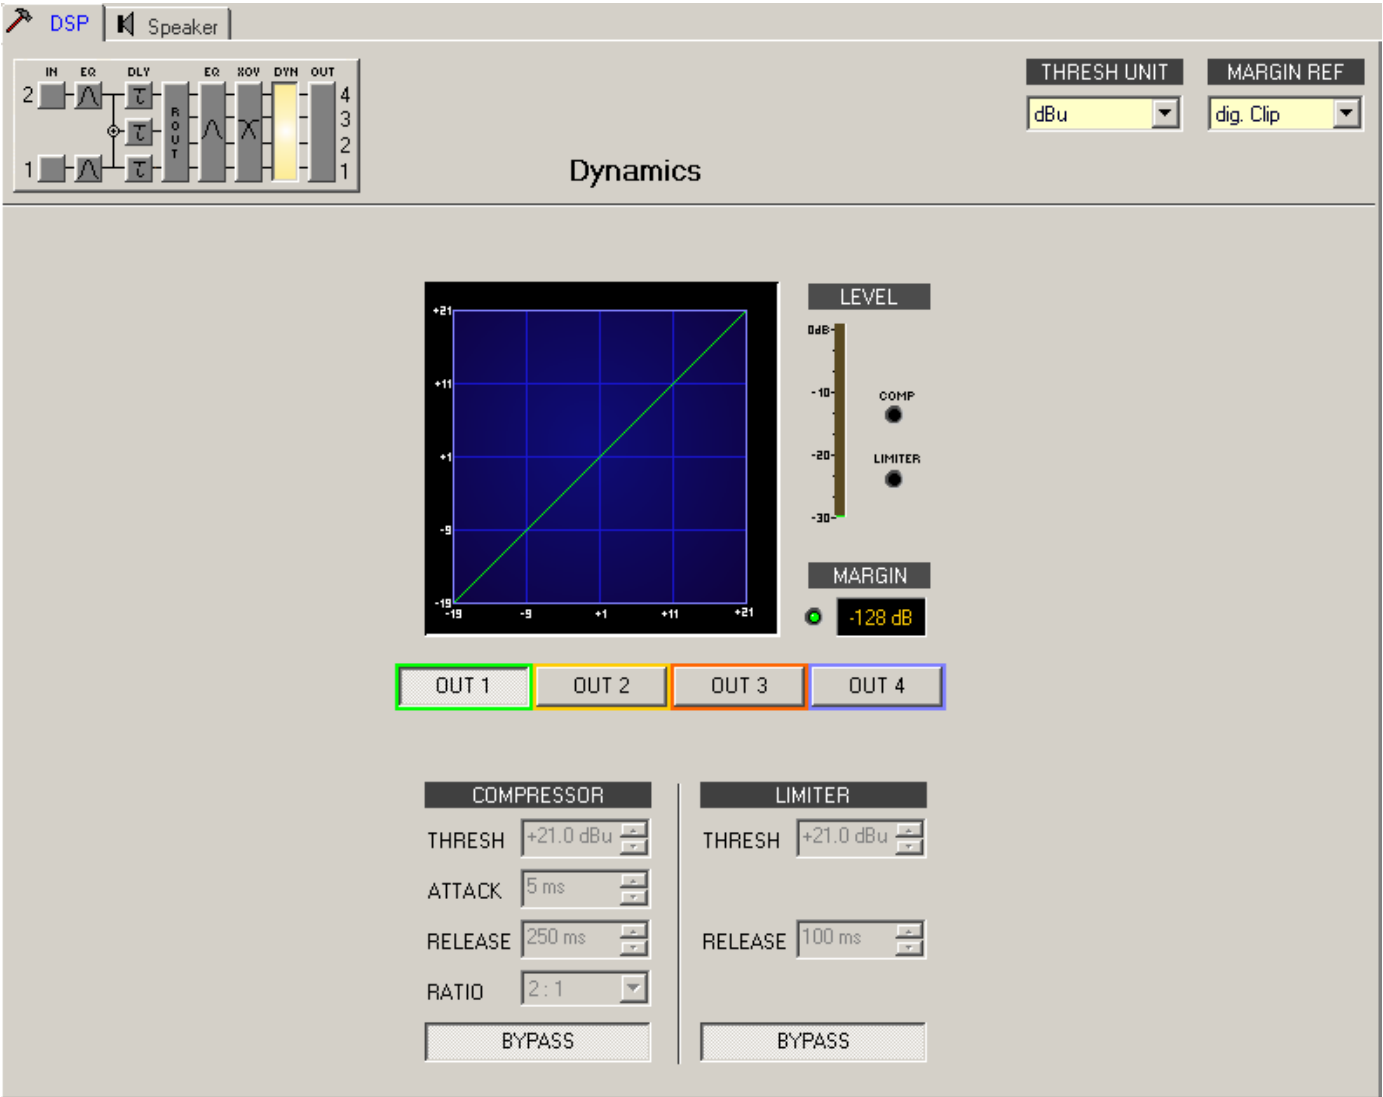 DSP
Speaker
IN EQ DLY EQ XOV DYN OUT
2
4
3
2
1
1
ROUT
τ
τ
τ
Dynamics
THRESH UNIT
MARGIN REF
dBu
dig. Clip
+21
+11
+1
-9
-19
-19 -9 +1 +11 +21
LEVEL
0dB
-10
-20
-30
COMP
LIMITER
MARGIN
-128 dB
OUT 1
OUT 2
OUT 3
OUT 4
COMPRESSOR
THRESH +21.0 dBu
ATTACK 5 ms
RELEASE 250 ms
RATIO 2 : 1
BYPASS
LIMITER
THRESH +21.0 dBu
RELEASE 100 ms
BYPASS